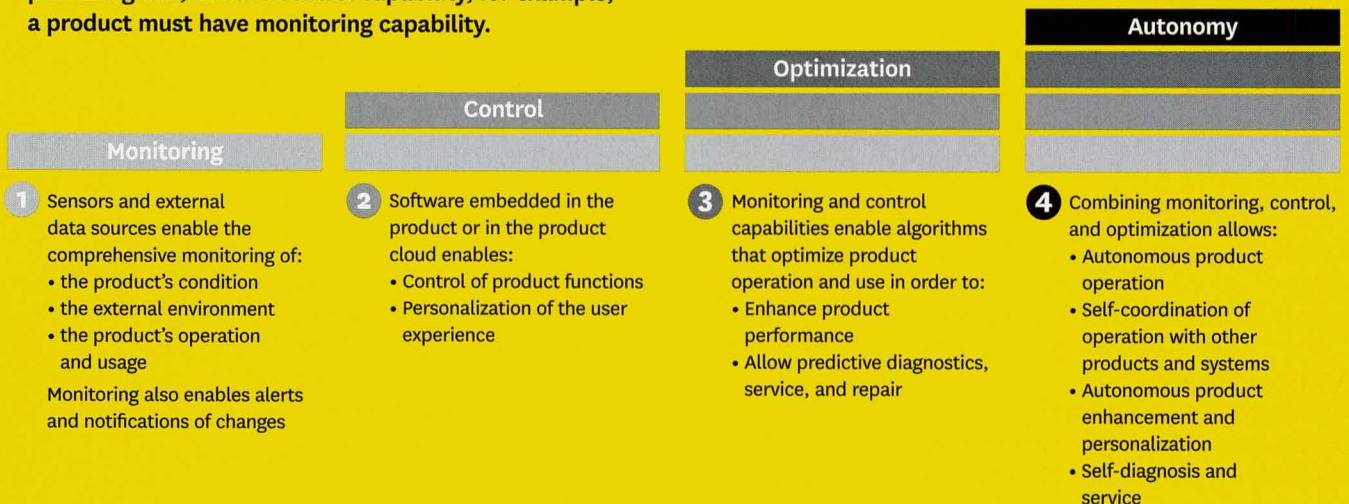 control capability, for example,
a product must have monitoring capability.
Monitoring
1 Sensors and external
data sources enable the
comprehensive monitoring of:
• the product's condition
• the external environment
• the product's operation
and usage
Monitoring also enables alerts
and notifications of changes
Control
2 Software embedded in the
product or in the product
cloud enables:
• Control of product functions
• Personalization of the user
experience
Optimization
3 Monitoring and control
capabilities enable algorithms
that optimize product
operation and use in order to:
• Enhance product
performance
• Allow predictive diagnostics,
service, and repair
Autonomy
4 Combining monitoring, control,
and optimization allows:
• Autonomous product
operation
• Self-coordination of
operation with other
products and systems
• Autonomous product
enhancement and
personalization
• Self-diagnosis and
service